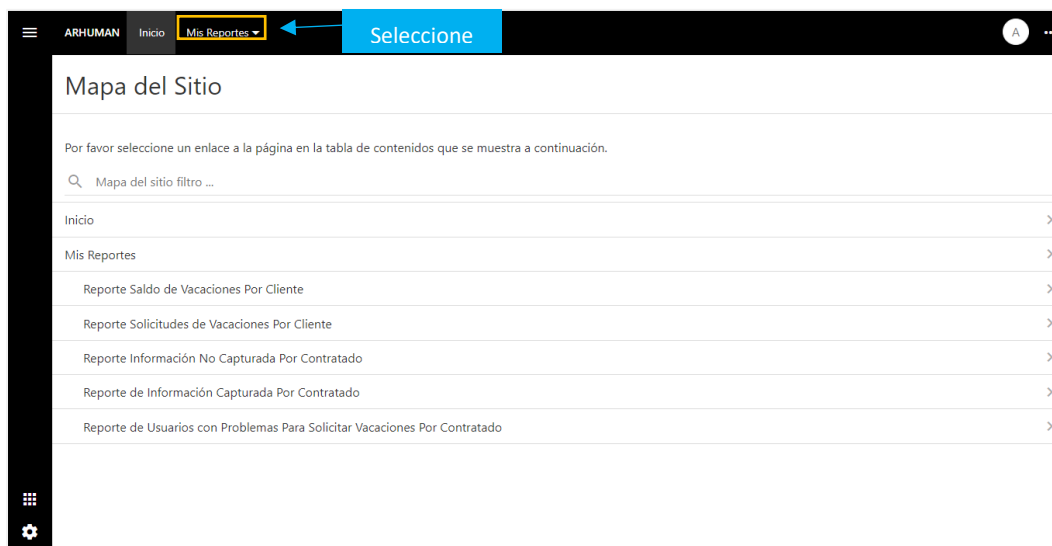 ARHUMAN Inicio Mis Reportes Seleccione A
Mapa del Sitio
Por favor seleccione un enlace a la página en la tabla de contenidos que se muestra a continuación.
Mapa del sitio filtro ...
Inicio
Mis Reportes
Reporte Saldo de Vacaciones Por Cliente
Reporte Solicitudes de Vacaciones Por Cliente
Reporte Información No Capturada Por Contratado
Reporte de Información Capturada Por Contratado
Reporte de Usuarios con Problemas Para Solicitar Vacaciones Por Contratado